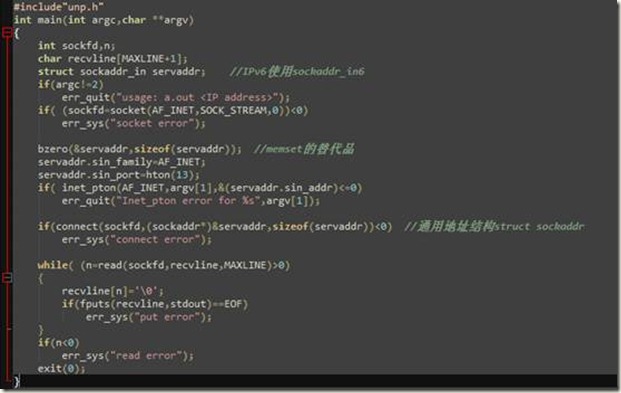 #include"unp.h"
int main(int argc,char **argv)
{
    int sockfd,n;
    char recvline[MAXLINE+1];
    struct sockaddr_in servaddr;    //IPv6使用sockaddr_in6
    if(argc!=2)
        err_quit("usage: a.out <IP address>");
    if( (sockfd=socket(AF_INET,SOCK_STREAM,0))<0)
        err_sys("socket error");

    bzero(&servaddr,sizeof(servaddr));  //memset的替代品
    servaddr.sin_family=AF_INET;
    servaddr.sin_port=hton(13);
    if( inet_pton(AF_INET,argv[1],&(servaddr.sin_addr)<=0)
        err_quit("Inet_pton error for %s",argv[1]);

    if(connect(sockfd,(sockaddr*)&servaddr,sizeof(servaddr))<0)  //通用地址结构struct sockaddr
        err_sys("connect error");

    while( (n=read(sockfd,recvline,MAXLINE)>0)
    {
        recvline[n]='\0';
        if(fputs(recvline,stdout)==EOF)
            err_sys("put error");
    }
    if(n<0)
        err_sys("read error");
    exit(0);
}